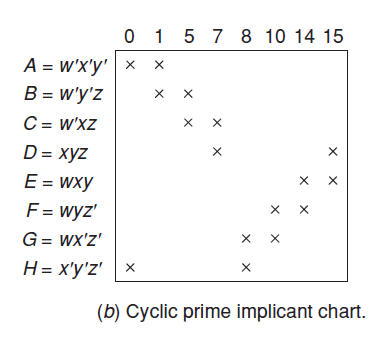 0 1 5 7 8 10 14 15
A = w'x'y' × ×
B = w'y'z × ×
C = w'xz × ×
D = xyz × ×
E = wxy × ×
F = wyz' × ×
G = wx'z' × ×
H = x'y'z' × ×
(b) Cyclic prime implicant chart.